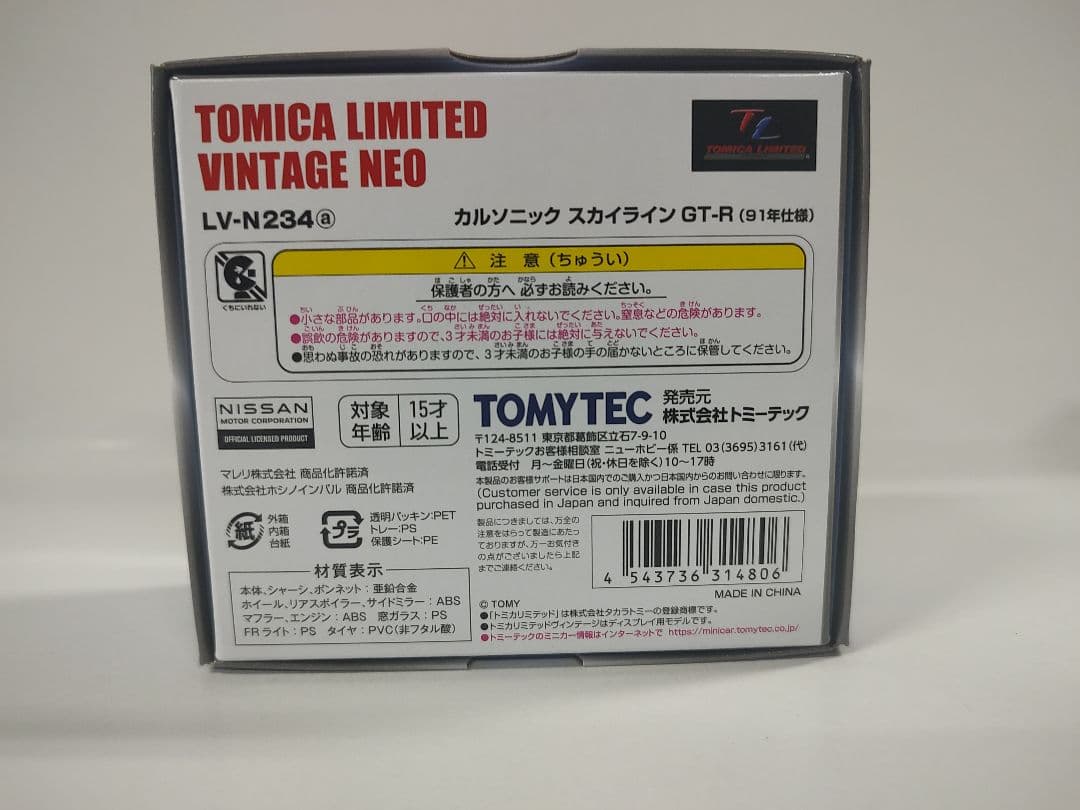 TOMICA LIMITED
VINTAGE NEO
TL
TOMICA LIMITED
LV-N234ⓐ
カルソニック スカイライン GT-R (91年仕様)
くちにいれない
⚠ 注 意 (ちゅうい)
保護者の方へ 必ずお読みください。
●小さな部品があります。口の中には絶対に入れないでください。窒息などの危険があります。
●誤飲の危険がありますので、3才未満のお子様には絶対に与えないでください。
●思わぬ事故の恐れがありますので、3才未満のお子様の手の届かないところに保管してください。
NISSAN
MOTOR CORPORATION
OFFICIAL LICENSED PRODUCT
対象年齢 15才以上
TOMYTEC
発売元
株式会社トミーテック
〒124-8511 東京都葛飾区立石7-9-10
トミーテックお客様相談室 ニューホビー係 TEL 03(3695)3161(代)
電話受付 月〜金曜日(祝・休日を除く)10〜17時
本製品のお客様サポートは日本国内でのご購入かつ日本国内からのお問い合わせに限ります。
(Customer service is only available in case this product
purchased in Japan and inquired from Japan domestic.)
マレリ株式会社 商品化許諾済
株式会社ホシノインパル 商品化許諾済
紙
外箱
内箱
台紙
プラ
透明パッキン:PET
トレー:PS
保護シート:PE
製品につきましては、万全の
注意をはらって製造にあたっ
ておりますが、万一お気付き
の点がございましたら上記
までご連絡ください。
4 543736 314806
MADE IN CHINA
材質表示
本体、シャーシ、ボンネット:亜鉛合金
ホイール、リアスポイラー、サイドミラー:ABS
マフラー、エンジン:ABS 窓ガラス:PS
FRライト:PS タイヤ:PVC(非フタル酸)
© TOMY
●「トミカリミテッド」は株式会社タカラトミーの登録商標です。
●トミカリミテッドヴィンテージはディスプレイ用モデルです。
●トミーテックのミニカー情報はインターネットで https://minicar.tomytec.co.jp/